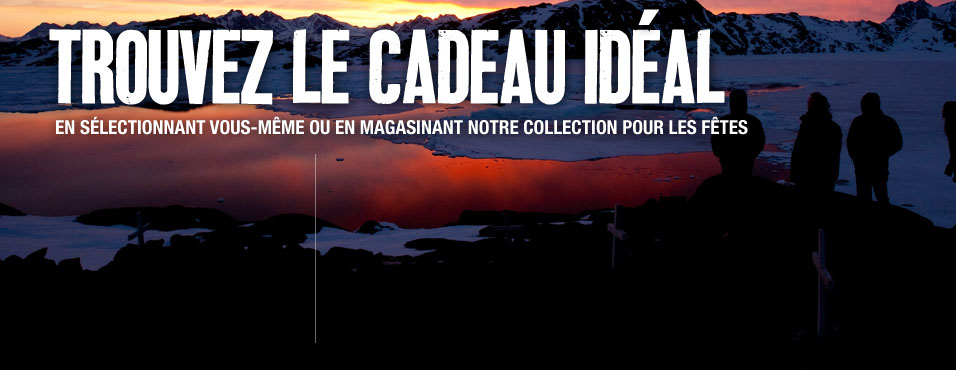 TROUVEZ LE CADEAU IDÉAL
EN SÉLECTIONNANT VOUS-MÊME OU EN MAGASINANT NOTRE COLLECTION POUR LES FÊTES